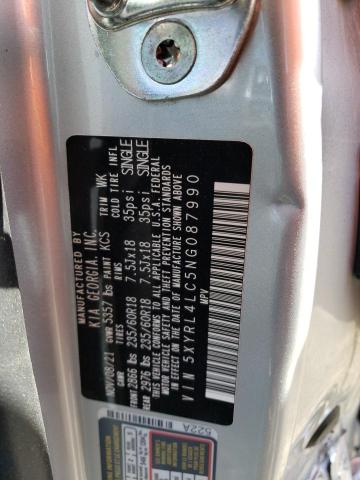 MANUFACTURED BY
KIA GEORGIA, INC.
NOV/08/21 GVWR 5357 lbs PAINT KCS TRIM WK
GAWR TIRES RIMS COLD TIRE INFL
FRONT 2866 lbs 235/60R18 7.5Jx18 35psi SINGLE
REAR 2976 lbs 235/60R18 7.5Jx18 35psi SINGLE
THIS VEHICLE CONFORMS TO ALL APPLICABLE U.S. FEDERAL
MOTOR VEHICLE SAFETY, BUMPER, AND THEFT PREVENTION STANDARDS
IN EFFECT ON THE DATE OF MANUFACTURE SHOWN ABOVE
VIN 5XYRL4LC5NG087990
MPV
522A